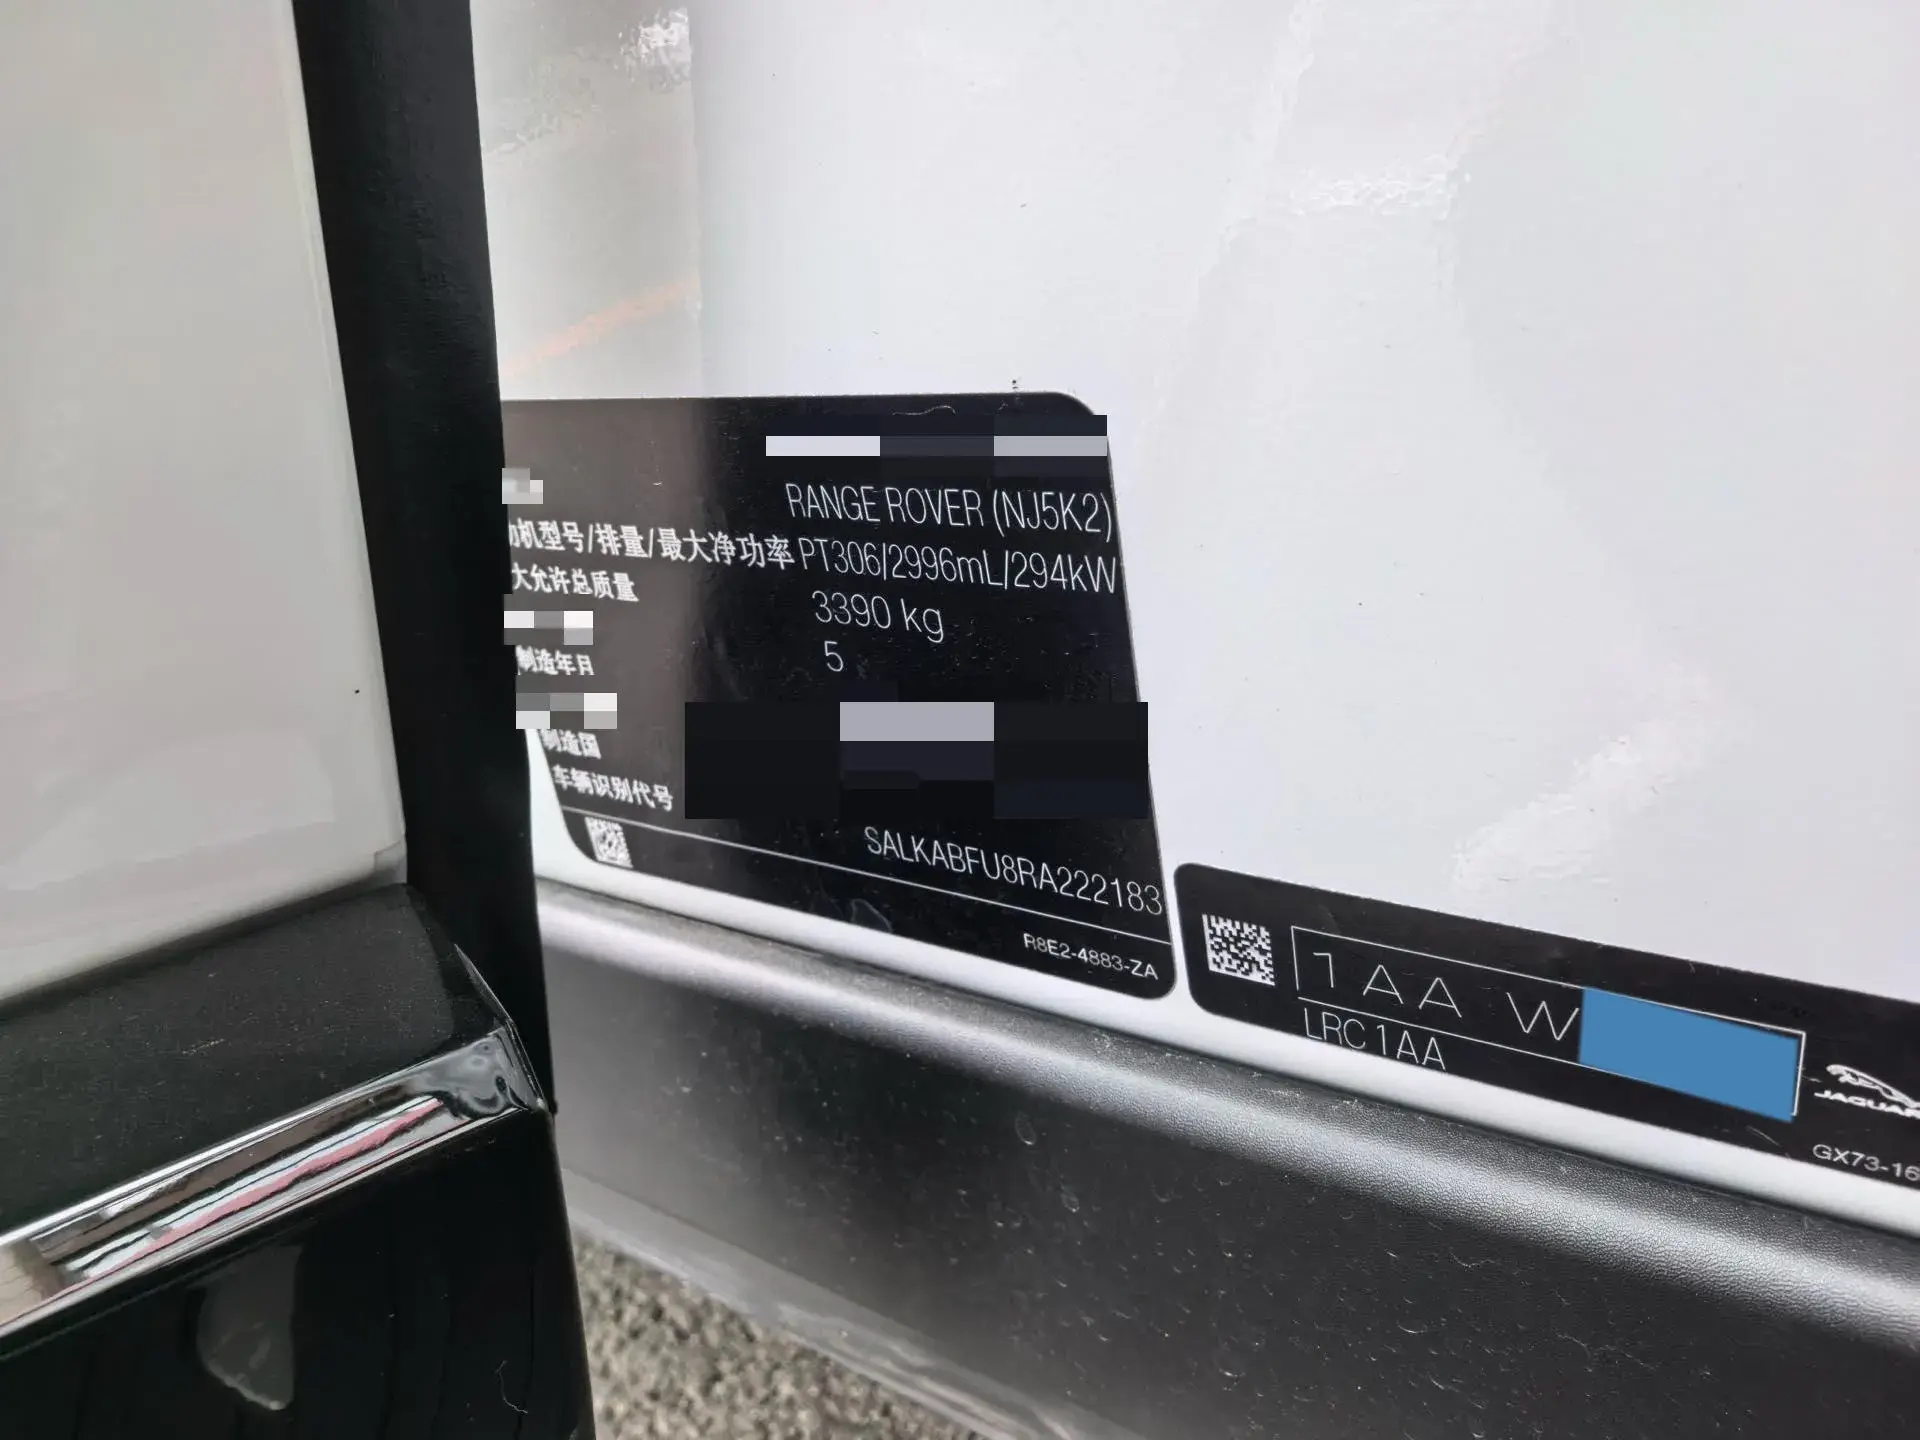 RANGE ROVER (NJ5K2)
动机型号/排量/最大净功率 PT306/2996mL/294kW
大允许总质量 3390 kg
5
制造年月
制造国
车辆识别代号 SALKABFU8RA222183
R8E2-4883-ZA
1AA W
LRC 1AA
JAGUAR
GX73-16